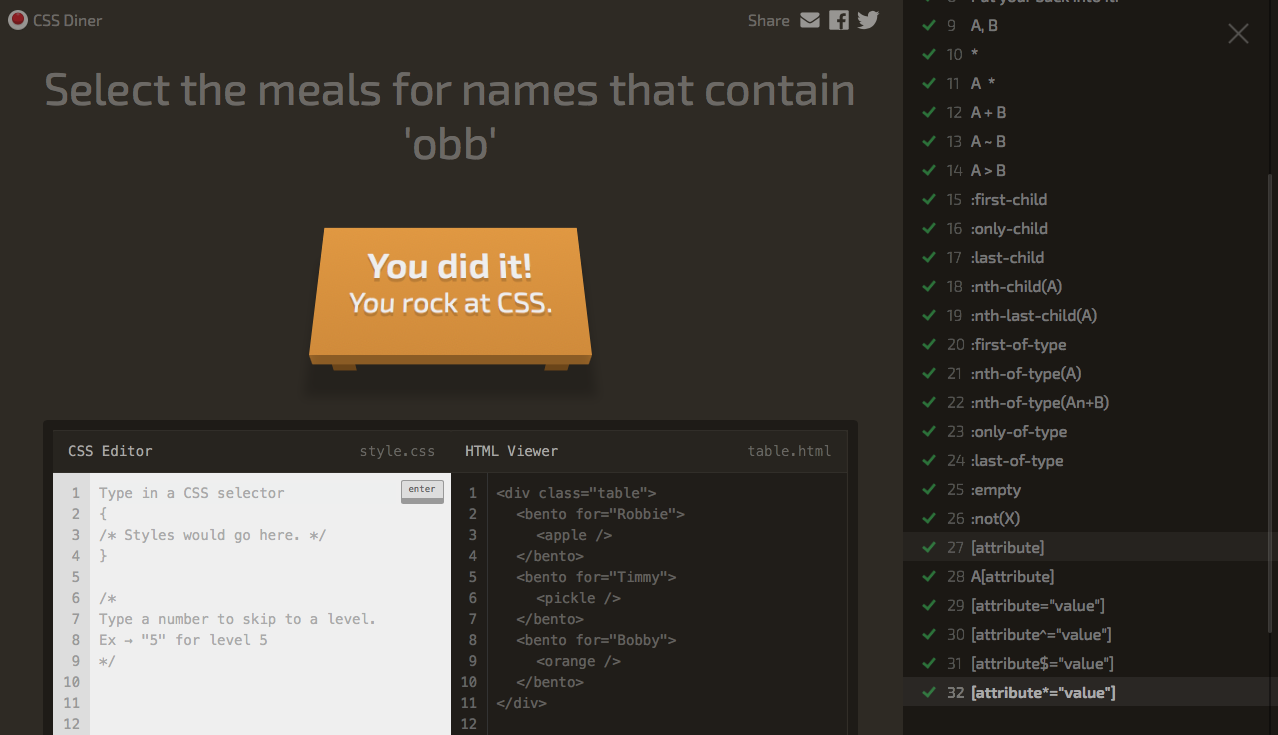 CSS Diner
Share
Select the meals for names that contain
'obb'
You did it!
You rock at CSS.
CSS Editor style.css
enter
1 Type in a CSS selector
2 {
3 /* Styles would go here. */
4 }
5
6 /*
7 Type a number to skip to a level.
8 Ex → "5" for level 5
9 */
10
11
12
HTML Viewer table.html
1 <div class="table">
2 <bento for="Robbie">
3 <apple />
4 </bento>
5 <bento for="Timmy">
6 <pickle />
7 </bento>
8 <bento for="Bobby">
9 <orange />
10 </bento>
11 </div>
12
9 A, B
10 *
11 A *
12 A + B
13 A ~ B
14 A > B
15 :first-child
16 :only-child
17 :last-child
18 :nth-child(A)
19 :nth-last-child(A)
20 :first-of-type
21 :nth-of-type(A)
22 :nth-of-type(An+B)
23 :only-of-type
24 :last-of-type
25 :empty
26 :not(X)
27 [attribute]
28 A[attribute]
29 [attribute="value"]
30 [attribute^="value"]
31 [attribute$="value"]
32 [attribute*="value"]